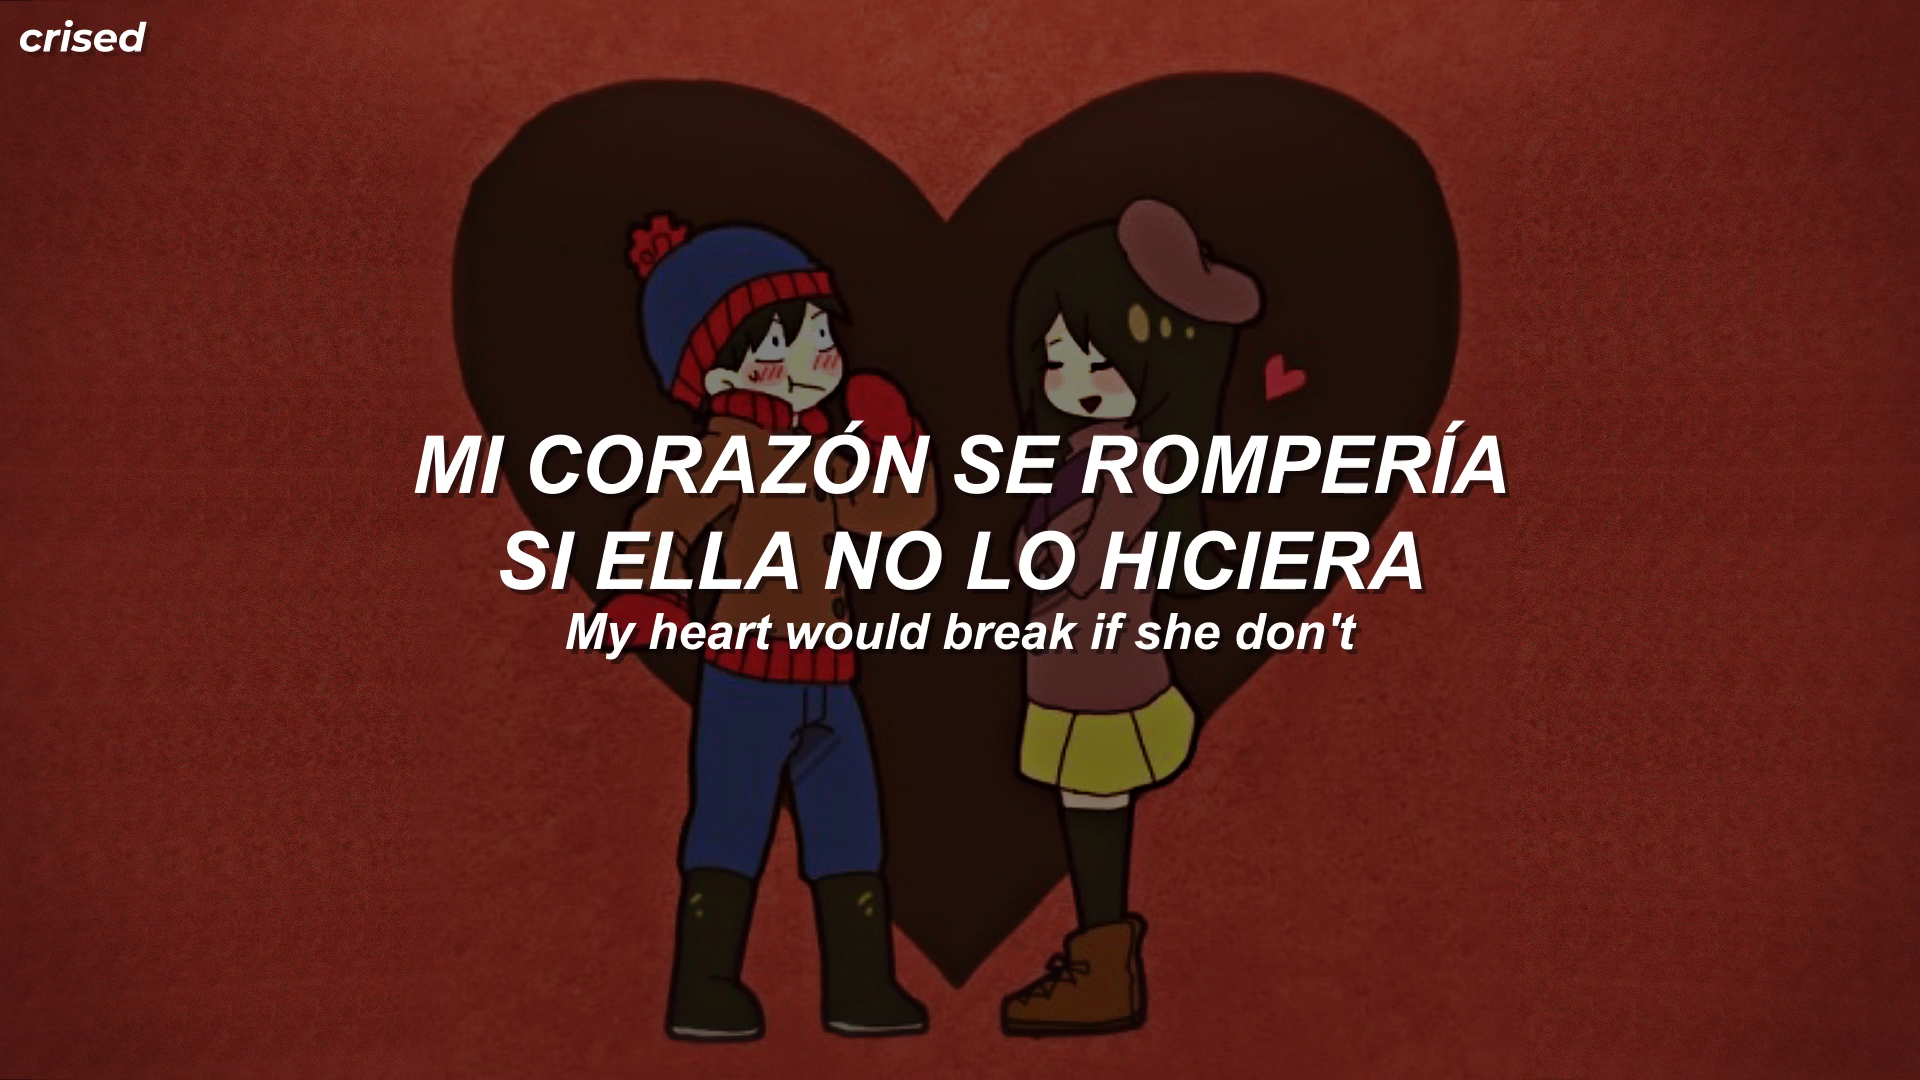 crised
MI CORAZÓN SE ROMPERÍA
SI ELLA NO LO HICIERA
My heart would break if she don't